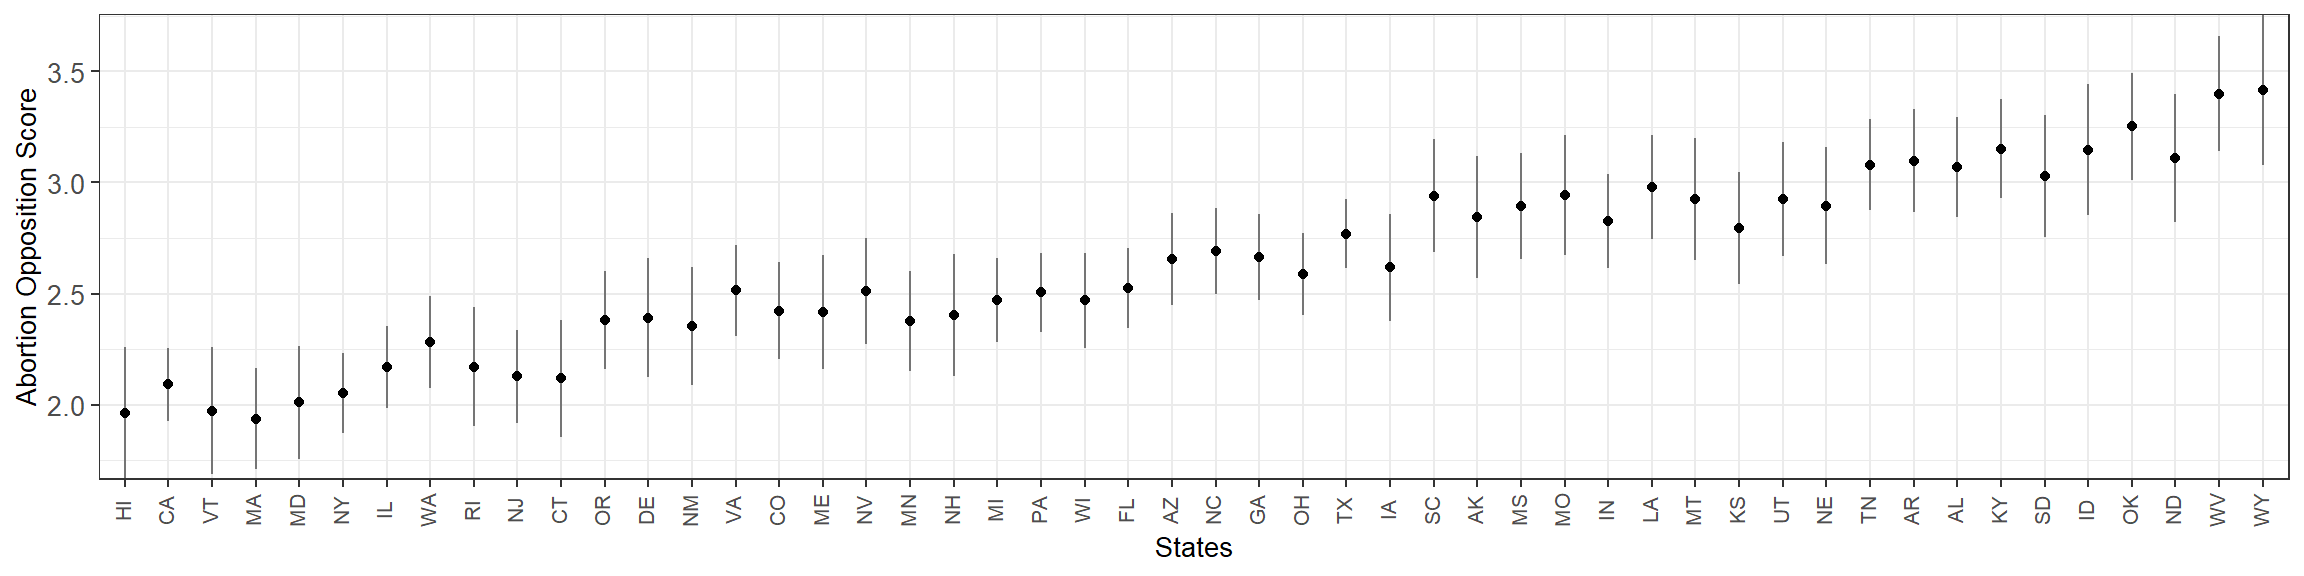 Abortion Opposition Score
3.5
3.0
2.5
2.0
HI CA VT MA MD NY IL WA RI NJ CT OR DE NM VA CO ME NV MN NH MI PA WI FL AZ NC GA OH TX IA SC AK MS MO IN LA MT KS UT NE TN AR AL KY SD ID OK ND WV WY
States